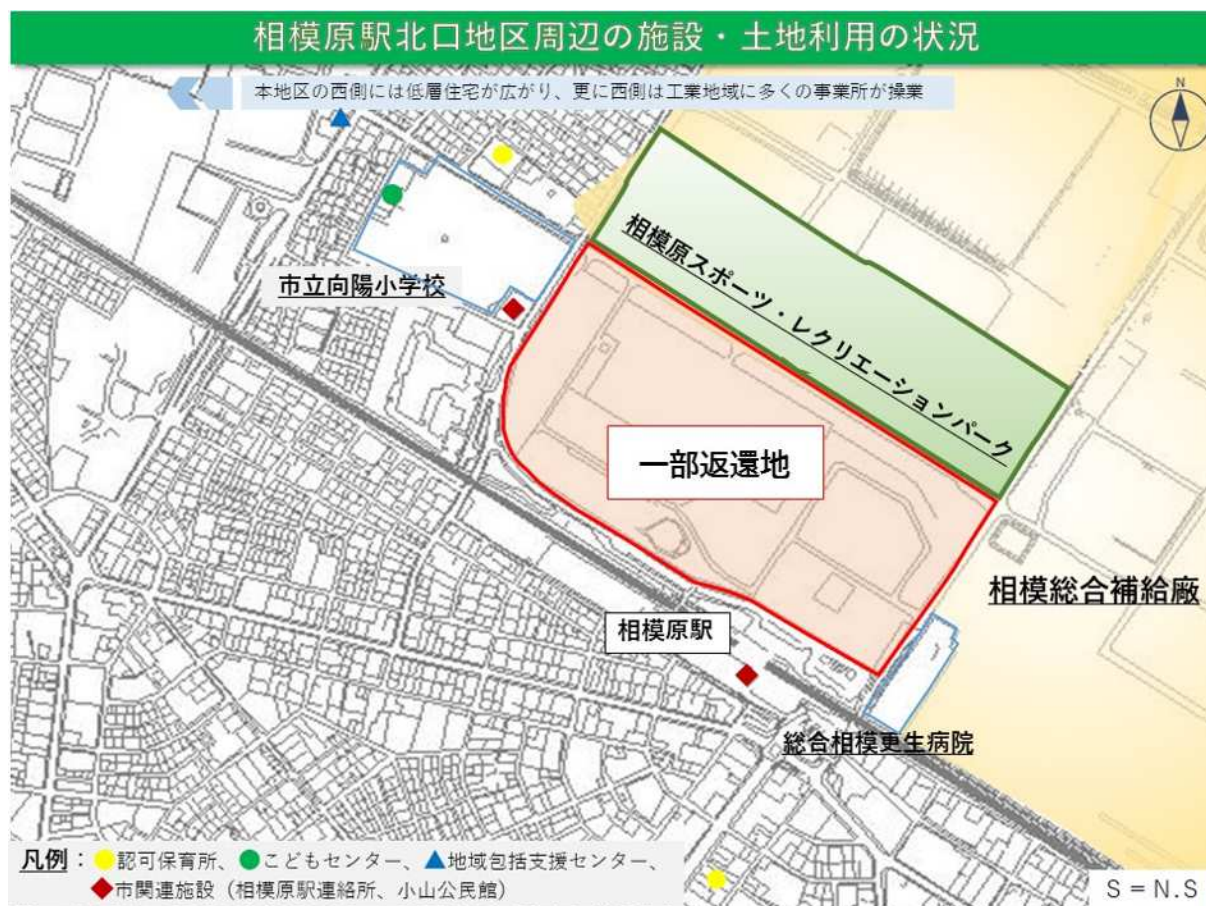 相模原駅北口地区周辺の施設・土地利用の状況
本地区の西側には低層住宅が広がり、更に西側は工業地域に多くの事業所が操業
N
相模原スポーツ・レクリエーションパーク
市立向陽小学校
一部返還地
相模総合補給廠
相模原駅
総合相模更生病院
凡例：●認可保育所、●こどもセンター、▲地域包括支援センター、
◆市関連施設（相模原駅連絡所、小山公民館）
S = N.S